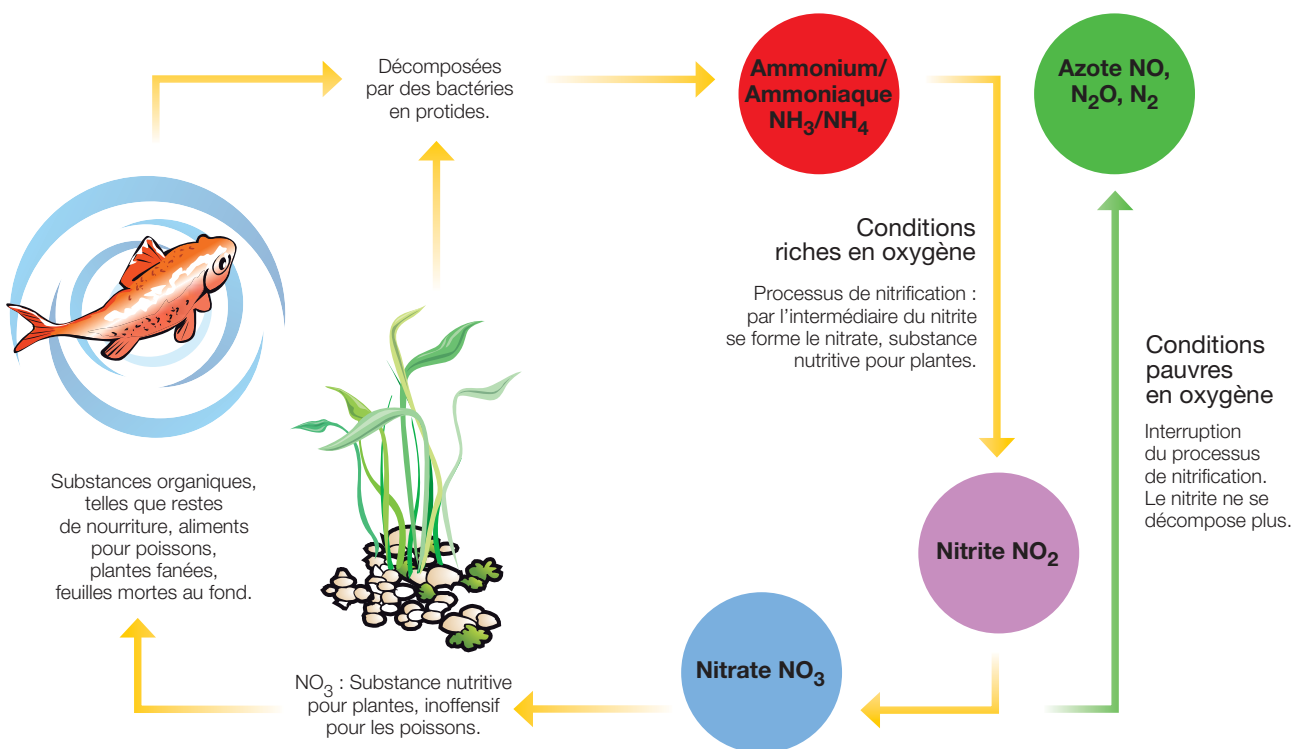 Décomposées
par des bactéries
en protides.
Ammonium/
Ammoniaque
NH₃/NH₄
Azote NO,
N₂O, N₂
Conditions
riches en oxygène
Processus de nitrification :
par l’intermédiaire du nitrite
se forme le nitrate, substance
nutritive pour plantes.
Conditions
pauvres
en oxygène
Interruption
du processus
de nitrification.
Le nitrite ne se
décompose plus.
Substances organiques,
telles que restes
de nourriture, aliments
pour poissons,
plantes fanées,
feuilles mortes au fond.
Nitrite NO₂
Nitrate NO₃
NO₃ : Substance nutritive
pour plantes, inoffensif
pour les poissons.